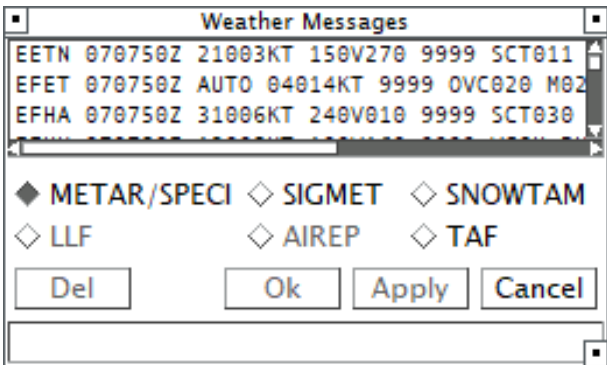 Weather Messages
EETN 070750Z 21003KT 150V270 9999 SCT011
EFET 070750Z AUTO 04014KT 9999 OVC020 M02
EFHA 070750Z 31006KT 240V010 9999 SCT030
METAR/SPECI SIGMET SNOWTAM
LLF AIREP TAF
Del Ok Apply Cancel